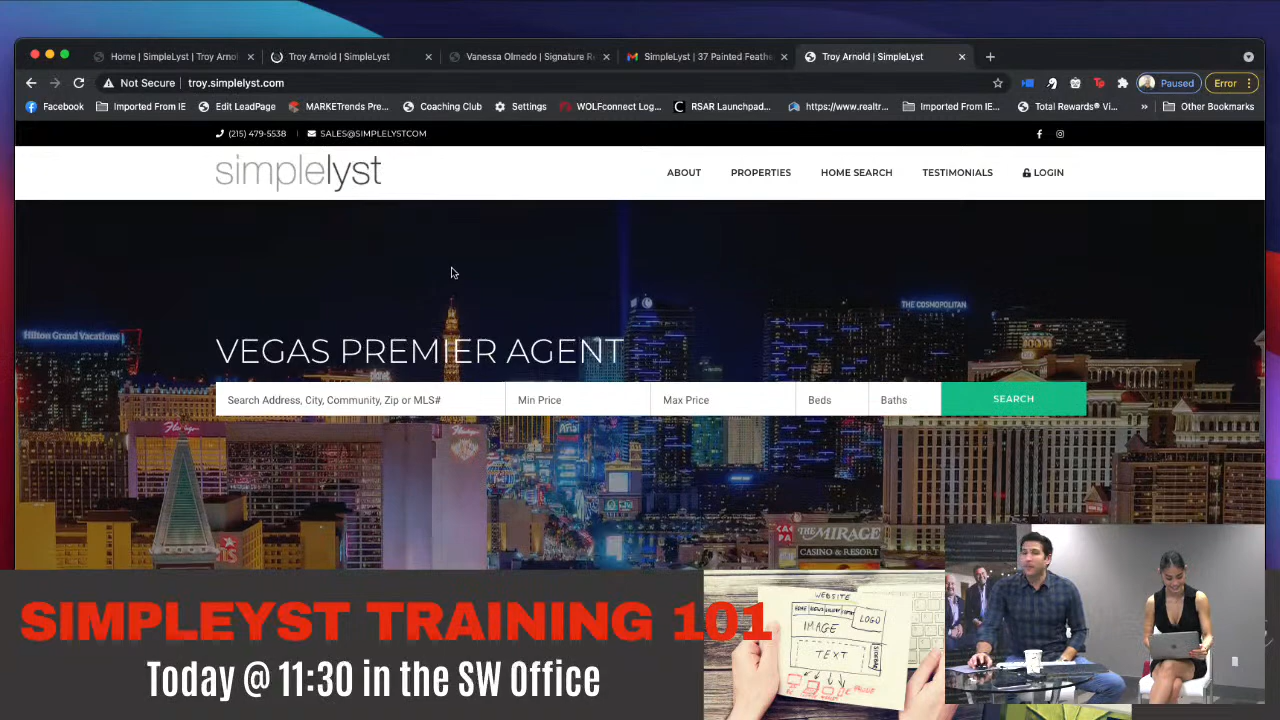 Home | SimpleLyst | Troy Arnol
Troy Arnold | SimpleLyst
Vanessa Olmedo | Signature R
SimpleLyst | 37 Painted Feathe
Troy Arnold | SimpleLyst
Not Secure
troy.simplelyst.com
Paused
Error
Facebook
Imported From IE
Edit LeadPage
MARKETrends Pre...
Coaching Club
Settings
WOLFconnect Log...
RSAR Launchpad...
https://www.realtr...
Imported From IE...
Total Rewards® Vi...
Other Bookmarks
(215) 479-5538
SALES@SIMPLELYSTCOM
simplelyst
ABOUT
PROPERTIES
HOME SEARCH
TESTIMONIALS
LOGIN
THE COSMOPOLITAN
Hilton Grand Vacations
planet
VEGAS PREMIER AGENT
Search Address, City, Community, Zip or MLS#
Min Price
Max Price
Beds
Baths
SEARCH
Flamingo
THE MIRAGE
CASINO & RESORT
SIMPLEYST TRAINING 101
Today @ 11:30 in the SW Office
WEBSITE
LOGO
IMAGE
TEXT